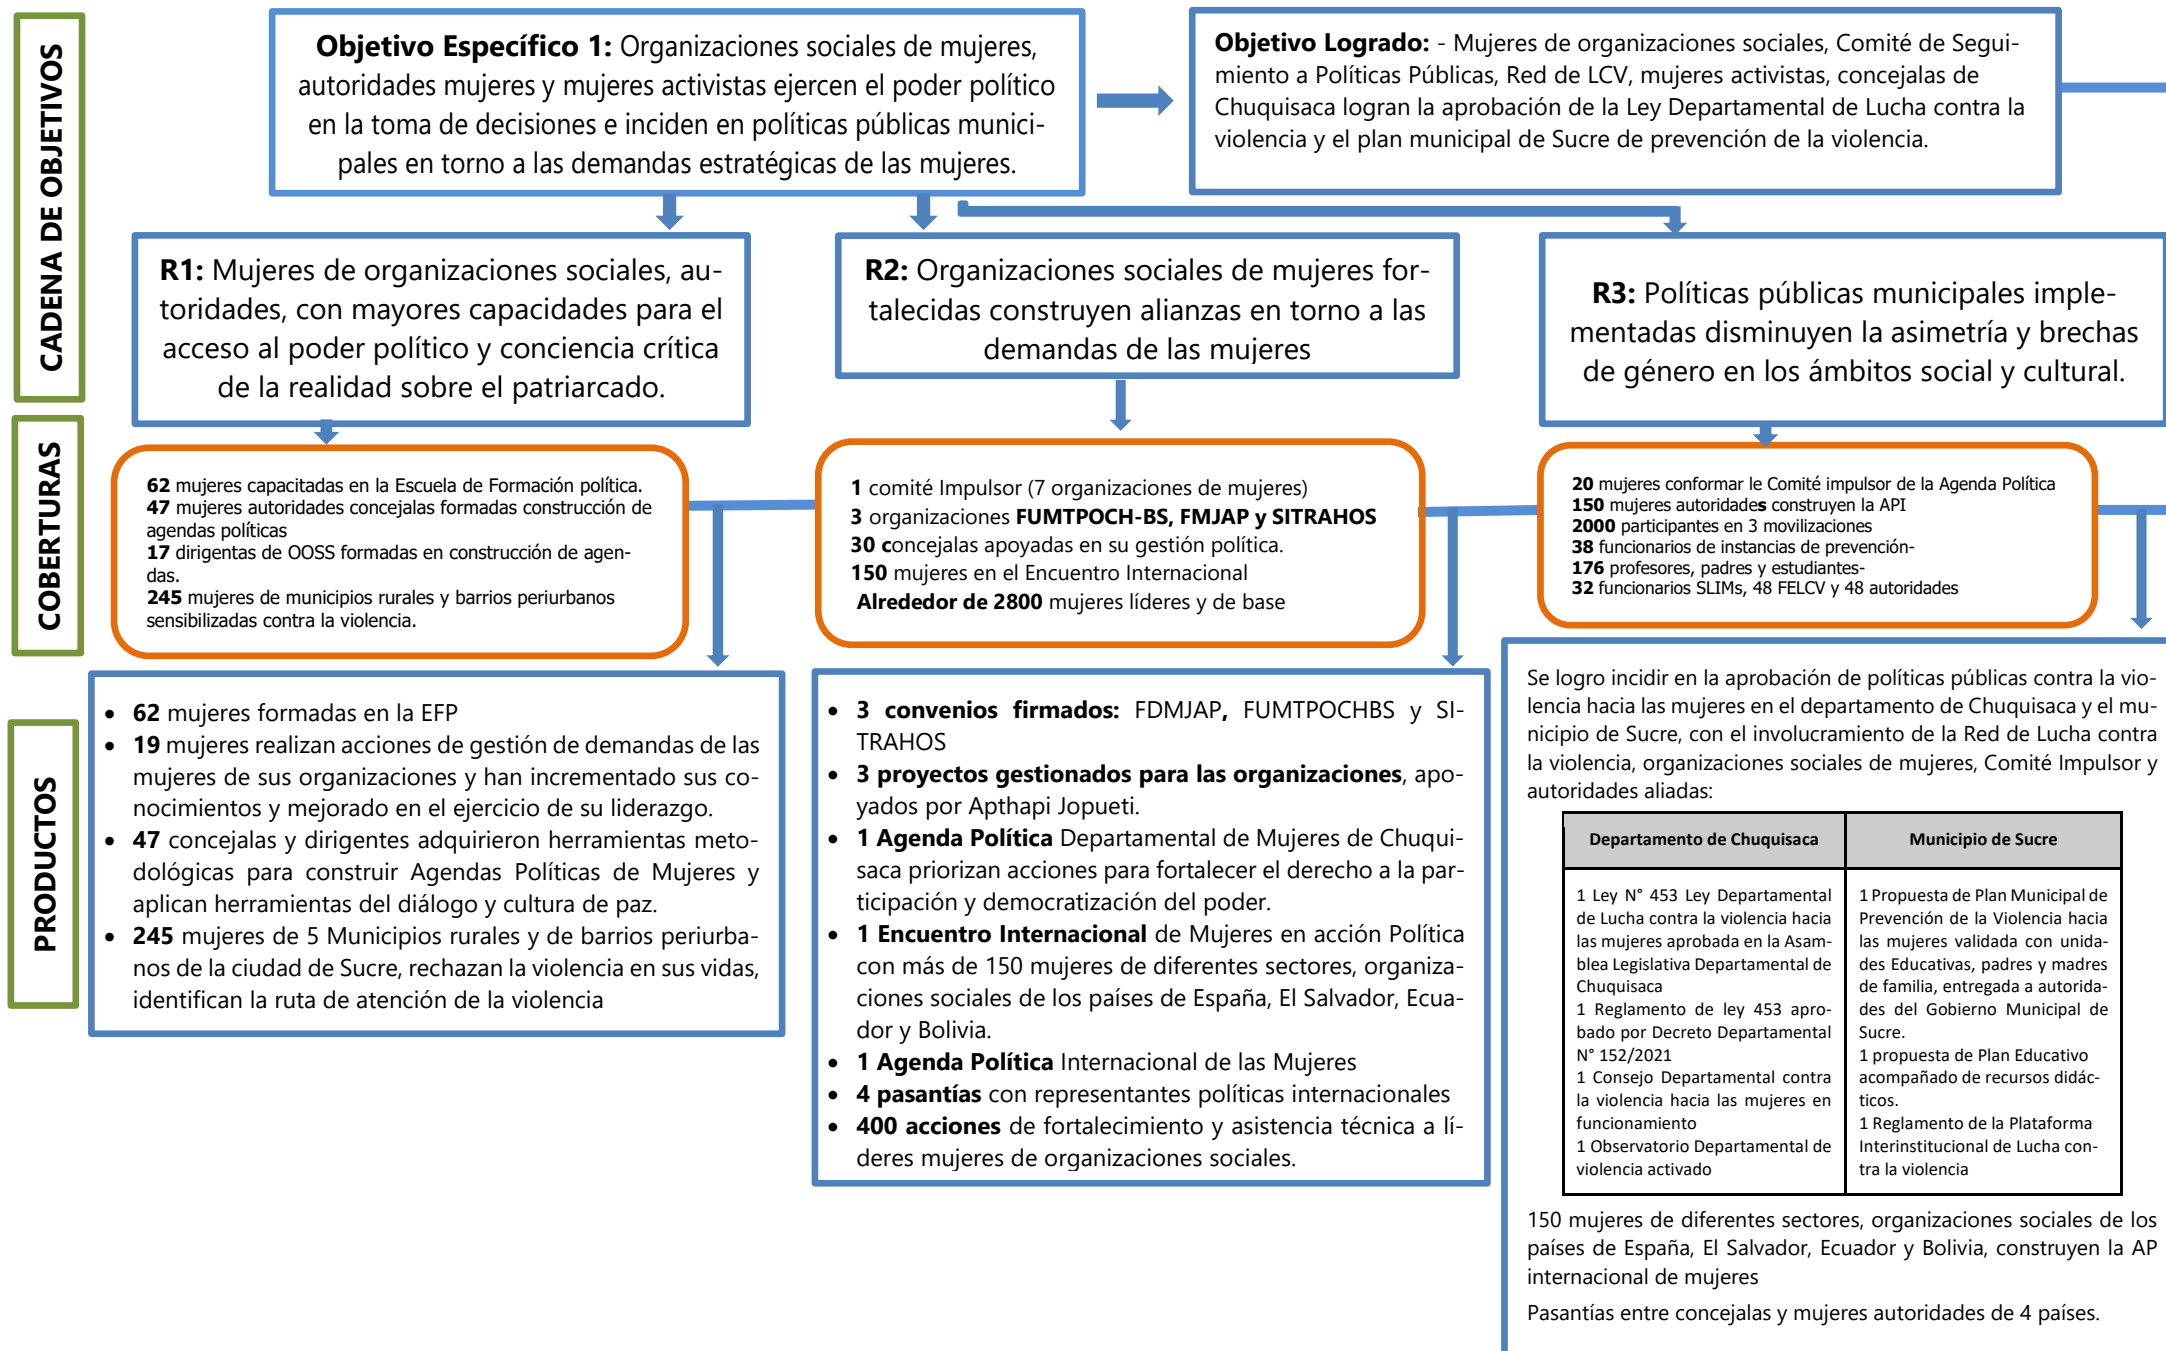 CADENA DE OBJETIVOS
Objetivo Específico 1: Organizaciones sociales de mujeres,
autoridades mujeres y mujeres activistas ejercen el poder político
en la toma de decisiones e inciden en políticas públicas munici-
pales en torno a las demandas estratégicas de las mujeres.
Objetivo Logrado: - Mujeres de organizaciones sociales, Comité de Segui-
miento a Políticas Públicas, Red de LCV, mujeres activistas, concejalas de
Chuquisaca logran la aprobación de la Ley Departamental de Lucha contra la
violencia y el plan municipal de Sucre de prevención de la violencia.
R1: Mujeres de organizaciones sociales, au-
toridades, con mayores capacidades para el
acceso al poder político y conciencia crítica
de la realidad sobre el patriarcado.
R2: Organizaciones sociales de mujeres for-
talecidas construyen alianzas en torno a las
demandas de las mujeres
R3: Políticas públicas municipales imple-
mentadas disminuyen la asimetría y brechas
de género en los ámbitos social y cultural.
COBERTURAS
62 mujeres capacitadas en la Escuela de Formación política.
47 mujeres autoridades concejalas formadas construcción de
agendas políticas
17 dirigentas de OOSS formadas en construcción de agen-
das.
245 mujeres de municipios rurales y barrios periurbanos
sensibilizadas contra la violencia.
1 comité Impulsor (7 organizaciones de mujeres)
3 organizaciones FUMTPOCH-BS, FMJAP y SITRAHOS
30 concejalas apoyadas en su gestión política.
150 mujeres en el Encuentro Internacional
Alrededor de 2800 mujeres líderes y de base
20 mujeres conformar le Comité impulsor de la Agenda Política
150 mujeres autoridades construyen la API
2000 participantes en 3 movilizaciones
38 funcionarios de instancias de prevención-
176 profesores, padres y estudiantes-
32 funcionarios SLIMs, 48 FELCV y 48 autoridades
PRODUCTOS
• 62 mujeres formadas en la EFP
• 19 mujeres realizan acciones de gestión de demandas de las
mujeres de sus organizaciones y han incrementado sus co-
nocimientos y mejorado en el ejercicio de su liderazgo.
• 47 concejalas y dirigentes adquirieron herramientas meto-
dológicas para construir Agendas Políticas de Mujeres y
aplican herramientas del diálogo y cultura de paz.
• 245 mujeres de 5 Municipios rurales y de barrios periurba-
nos de la ciudad de Sucre, rechazan la violencia en sus vidas,
identifican la ruta de atención de la violencia
• 3 convenios firmados: FDMJAP, FUMTPOCHBS y SI-
TRAHOS
• 3 proyectos gestionados para las organizaciones, apo-
yados por Apthapi Jopueti.
• 1 Agenda Política Departamental de Mujeres de Chuqui-
saca priorizan acciones para fortalecer el derecho a la par-
ticipación y democratización del poder.
• 1 Encuentro Internacional de Mujeres en acción Política
con más de 150 mujeres de diferentes sectores, organiza-
ciones sociales de los países de España, El Salvador, Ecua-
dor y Bolivia.
• 1 Agenda Política Internacional de las Mujeres
• 4 pasantías con representantes políticas internacionales
• 400 acciones de fortalecimiento y asistencia técnica a lí-
deres mujeres de organizaciones sociales.
Se logro incidir en la aprobación de políticas públicas contra la vio-
lencia hacia las mujeres en el departamento de Chuquisaca y el mu-
nicipio de Sucre, con el involucramiento de la Red de Lucha contra
la violencia, organizaciones sociales de mujeres, Comité Impulsor y
autoridades aliadas:
Departamento de Chuquisaca
1 Ley N° 453 Ley Departamental
de Lucha contra la violencia hacia
las mujeres aprobada en la Asam-
blea Legislativa Departamental de
Chuquisaca
1 Reglamento de ley 453 apro-
bado por Decreto Departamental
N° 152/2021
1 Consejo Departamental contra
la violencia hacia las mujeres en
funcionamiento
1 Observatorio Departamental de
violencia activado
Municipio de Sucre
1 Propuesta de Plan Municipal de
Prevención de la Violencia hacia
las mujeres validada con unida-
des Educativas, padres y madres
de familia, entregada a autorida-
des del Gobierno Municipal de
Sucre.
1 propuesta de Plan Educativo
acompañado de recursos didác-
ticos.
1 Reglamento de la Plataforma
Interinstitucional de Lucha con-
tra la violencia
150 mujeres de diferentes sectores, organizaciones sociales de los
países de España, El Salvador, Ecuador y Bolivia, construyen la AP
internacional de mujeres
Pasantías entre concejalas y mujeres autoridades de 4 países.